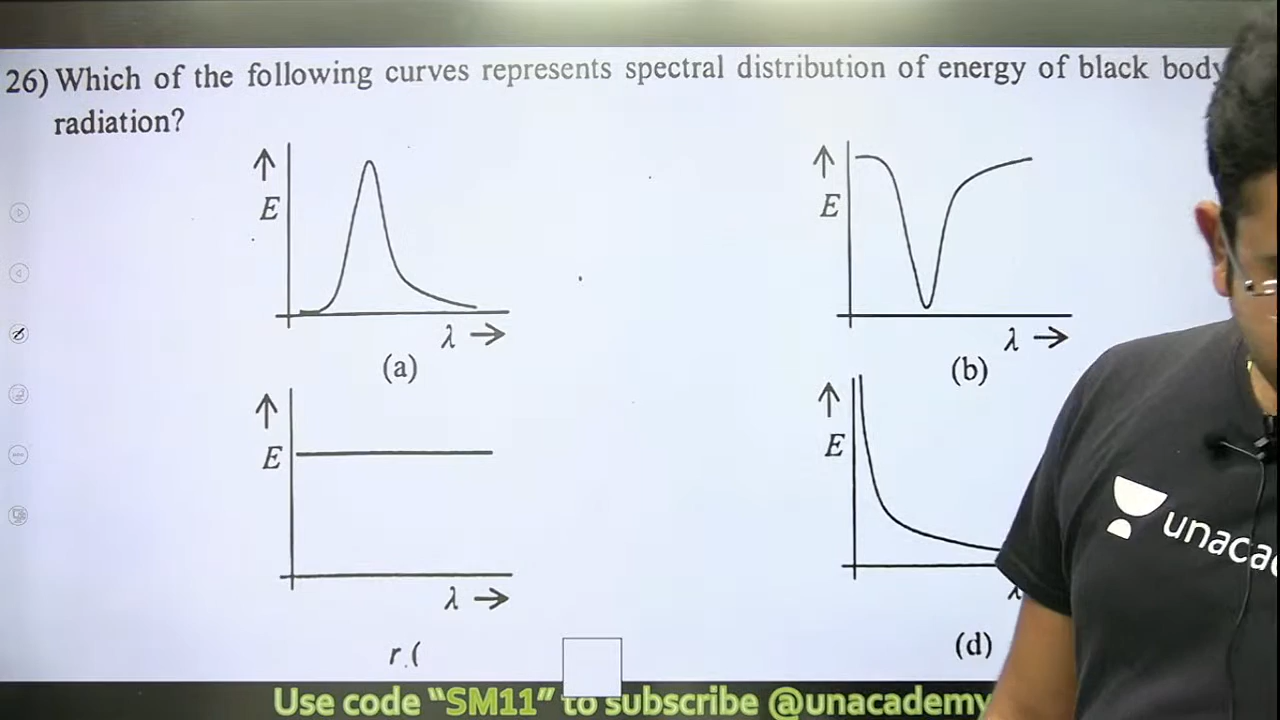 26) Which of the following curves represents spectral distribution of energy of black body
radiation?
↑
E
λ →
(a)
↑
E
λ →
(b)
↑
E
λ →
r.(
↑
E
λ
(d)
unaca
Use code “SM11” to subscribe @unacademy